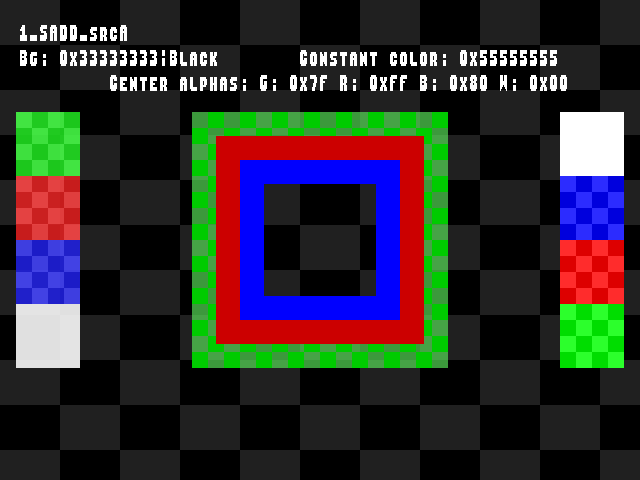 1_SADD_srcA
Bg: 0x33333333¦Black Constant color: 0x55555555
Center alphas: G: 0x7f R: 0xff B: 0x80 W: 0x00